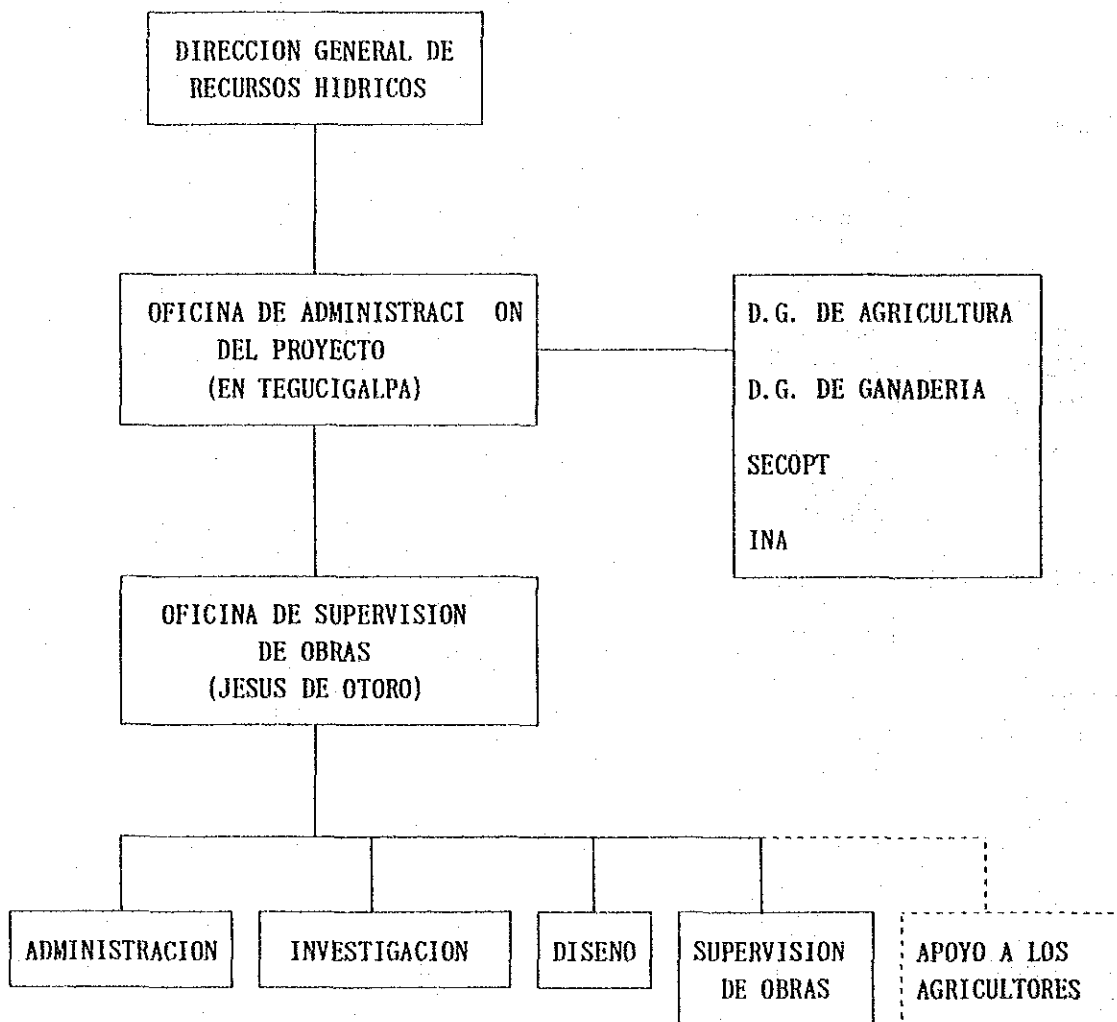 DIRECCION GENERAL DE
RECURSOS HIDRICOS
OFICINA DE ADMINISTRACI ON
DEL PROYECTO
(EN TEGUCIGALPA)
D.G. DE AGRICULTURA
D.G. DE GANADERIA
SECOPT
INA
OFICINA DE SUPERVISION
DE OBRAS
(JESUS DE OTORO)
ADMINISTRACION
INVESTIGACION
DISENO
SUPERVISION
DE OBRAS
APOYO A LOS
AGRICULTORES